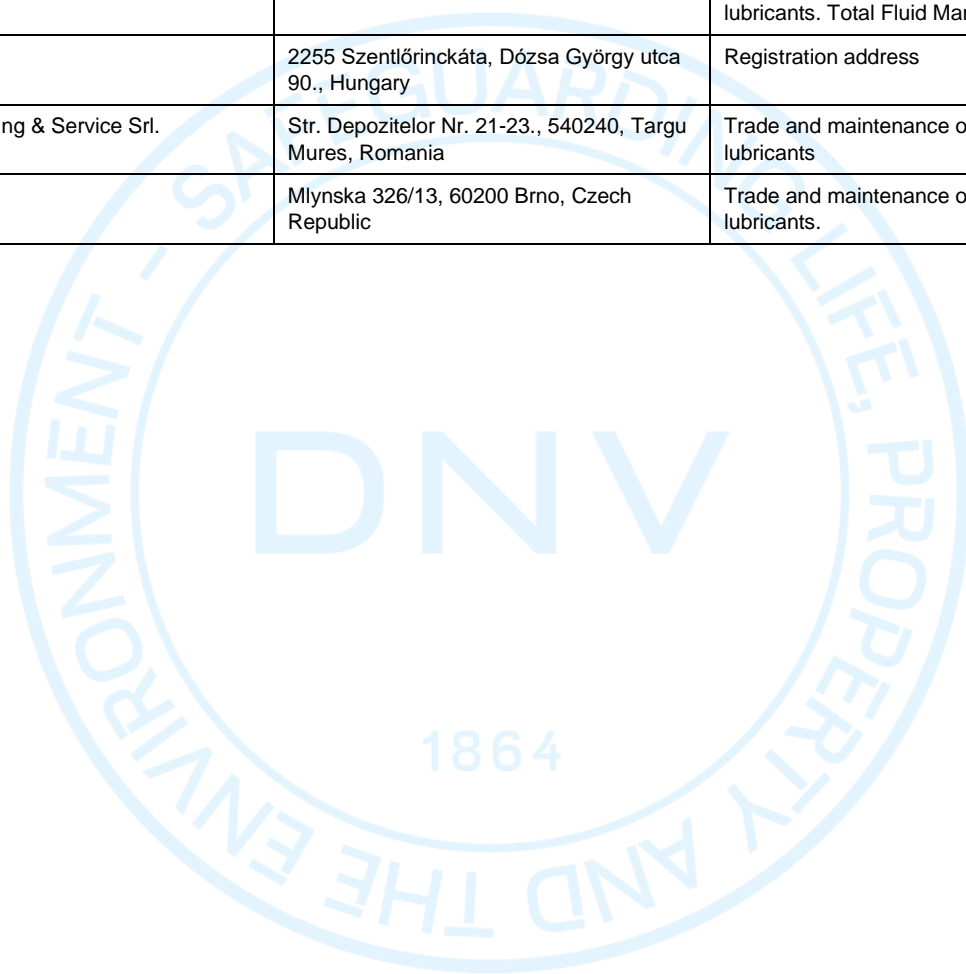 lubricants. Total Fluid
2255 Szentlőrinckáta, Dózsa György utca
90., Hungary
Registration address
& Service Srl.
Str. Depozitelor Nr. 21-23., 540240, Targu
Mures, Romania
Trade and maintenance
lubricants
Mlynska 326/13, 60200 Brno, Czech
Republic
Trade and maintenance
lubricants.
SAFEGUARDING LIFE, PROPERTY AND THE ENVIRONMENT -
DNV
1864